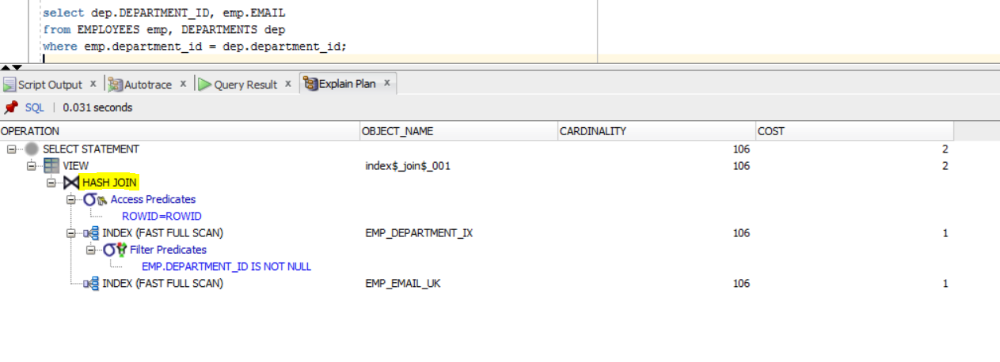 select dep.DEPARTMENT_ID, emp.EMAIL
from EMPLOYEES emp, DEPARTMENTS dep
where emp.department_id = dep.department_id;
Script Output x Autotrace x Query Result x Explain Plan x
SQL | 0.031 seconds
OPERATION OBJECT_NAME CARDINALITY COST
SELECT STATEMENT 106 2
VIEW index$_join$_001 106 2
HASH JOIN
Access Predicates
ROWID=ROWID
INDEX (FAST FULL SCAN) EMP_DEPARTMENT_IX 106 1
Filter Predicates
EMP.DEPARTMENT_ID IS NOT NULL
INDEX (FAST FULL SCAN) EMP_EMAIL_UK 106 1